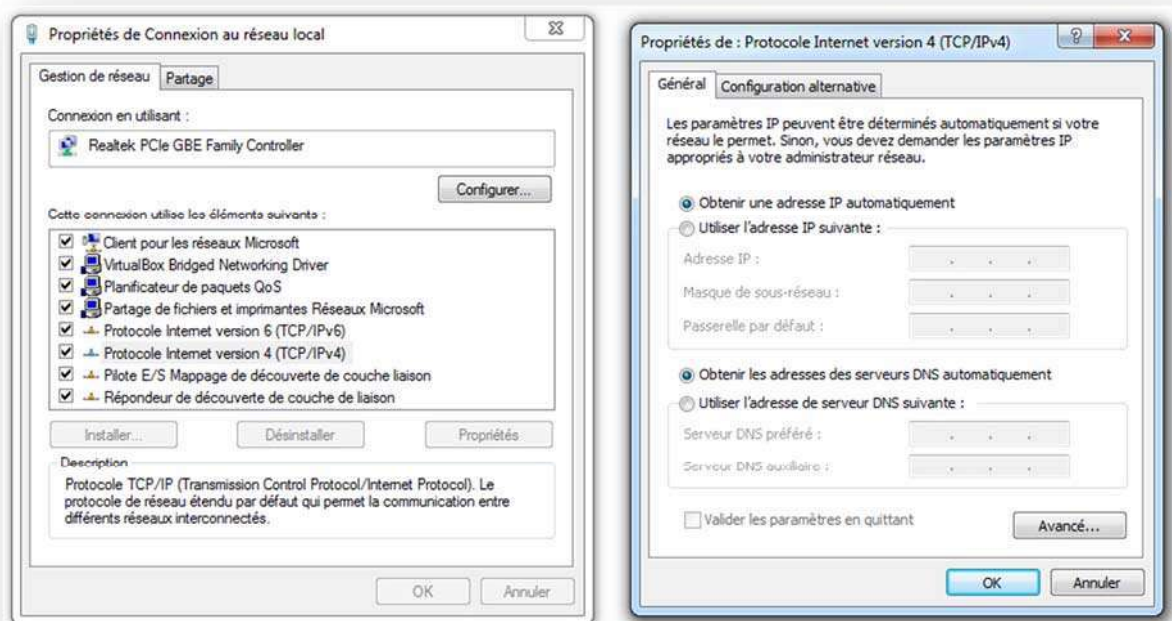 Propriétés de Connexion au réseau local
Gestion de réseau
Partage
Connexion en utilisant :
Realtek PCIe GBE Family Controller
Configurer...
Cette connexion utilise les éléments suivants :
Client pour les réseaux Microsoft
VirtualBox Bridged Networking Driver
Planificateur de paquets QoS
Partage de fichiers et imprimantes Réseaux Microsoft
Protocole Internet version 6 (TCP/IPv6)
Protocole Internet version 4 (TCP/IPv4)
Pilote E/S Mappage de découverte de couche liaison
Répondeur de découverte de couche de liaison
Installer...
Désinstaller
Propriétés
Description
Protocole TCP/IP (Transmission Control Protocol/Internet Protocol). Le
protocole de réseau étendu par défaut qui permet la communication entre
différents réseaux interconnectés.
OK
Annuler
Propriétés de : Protocole Internet version 4 (TCP/IPv4)
Général
Configuration alternative
Les paramètres IP peuvent être déterminés automatiquement si votre
réseau le permet. Sinon, vous devez demander les paramètres IP
appropriés à votre administrateur réseau.
Obtenir une adresse IP automatiquement
Utiliser l'adresse IP suivante :
Adresse IP :
Masque de sous-réseau :
Passerelle par défaut :
Obtenir les adresses des serveurs DNS automatiquement
Utiliser l'adresse de serveur DNS suivante :
Serveur DNS préféré :
Serveur DNS auxiliaire :
Valider les paramètres en quittant
Avancé...
OK
Annuler